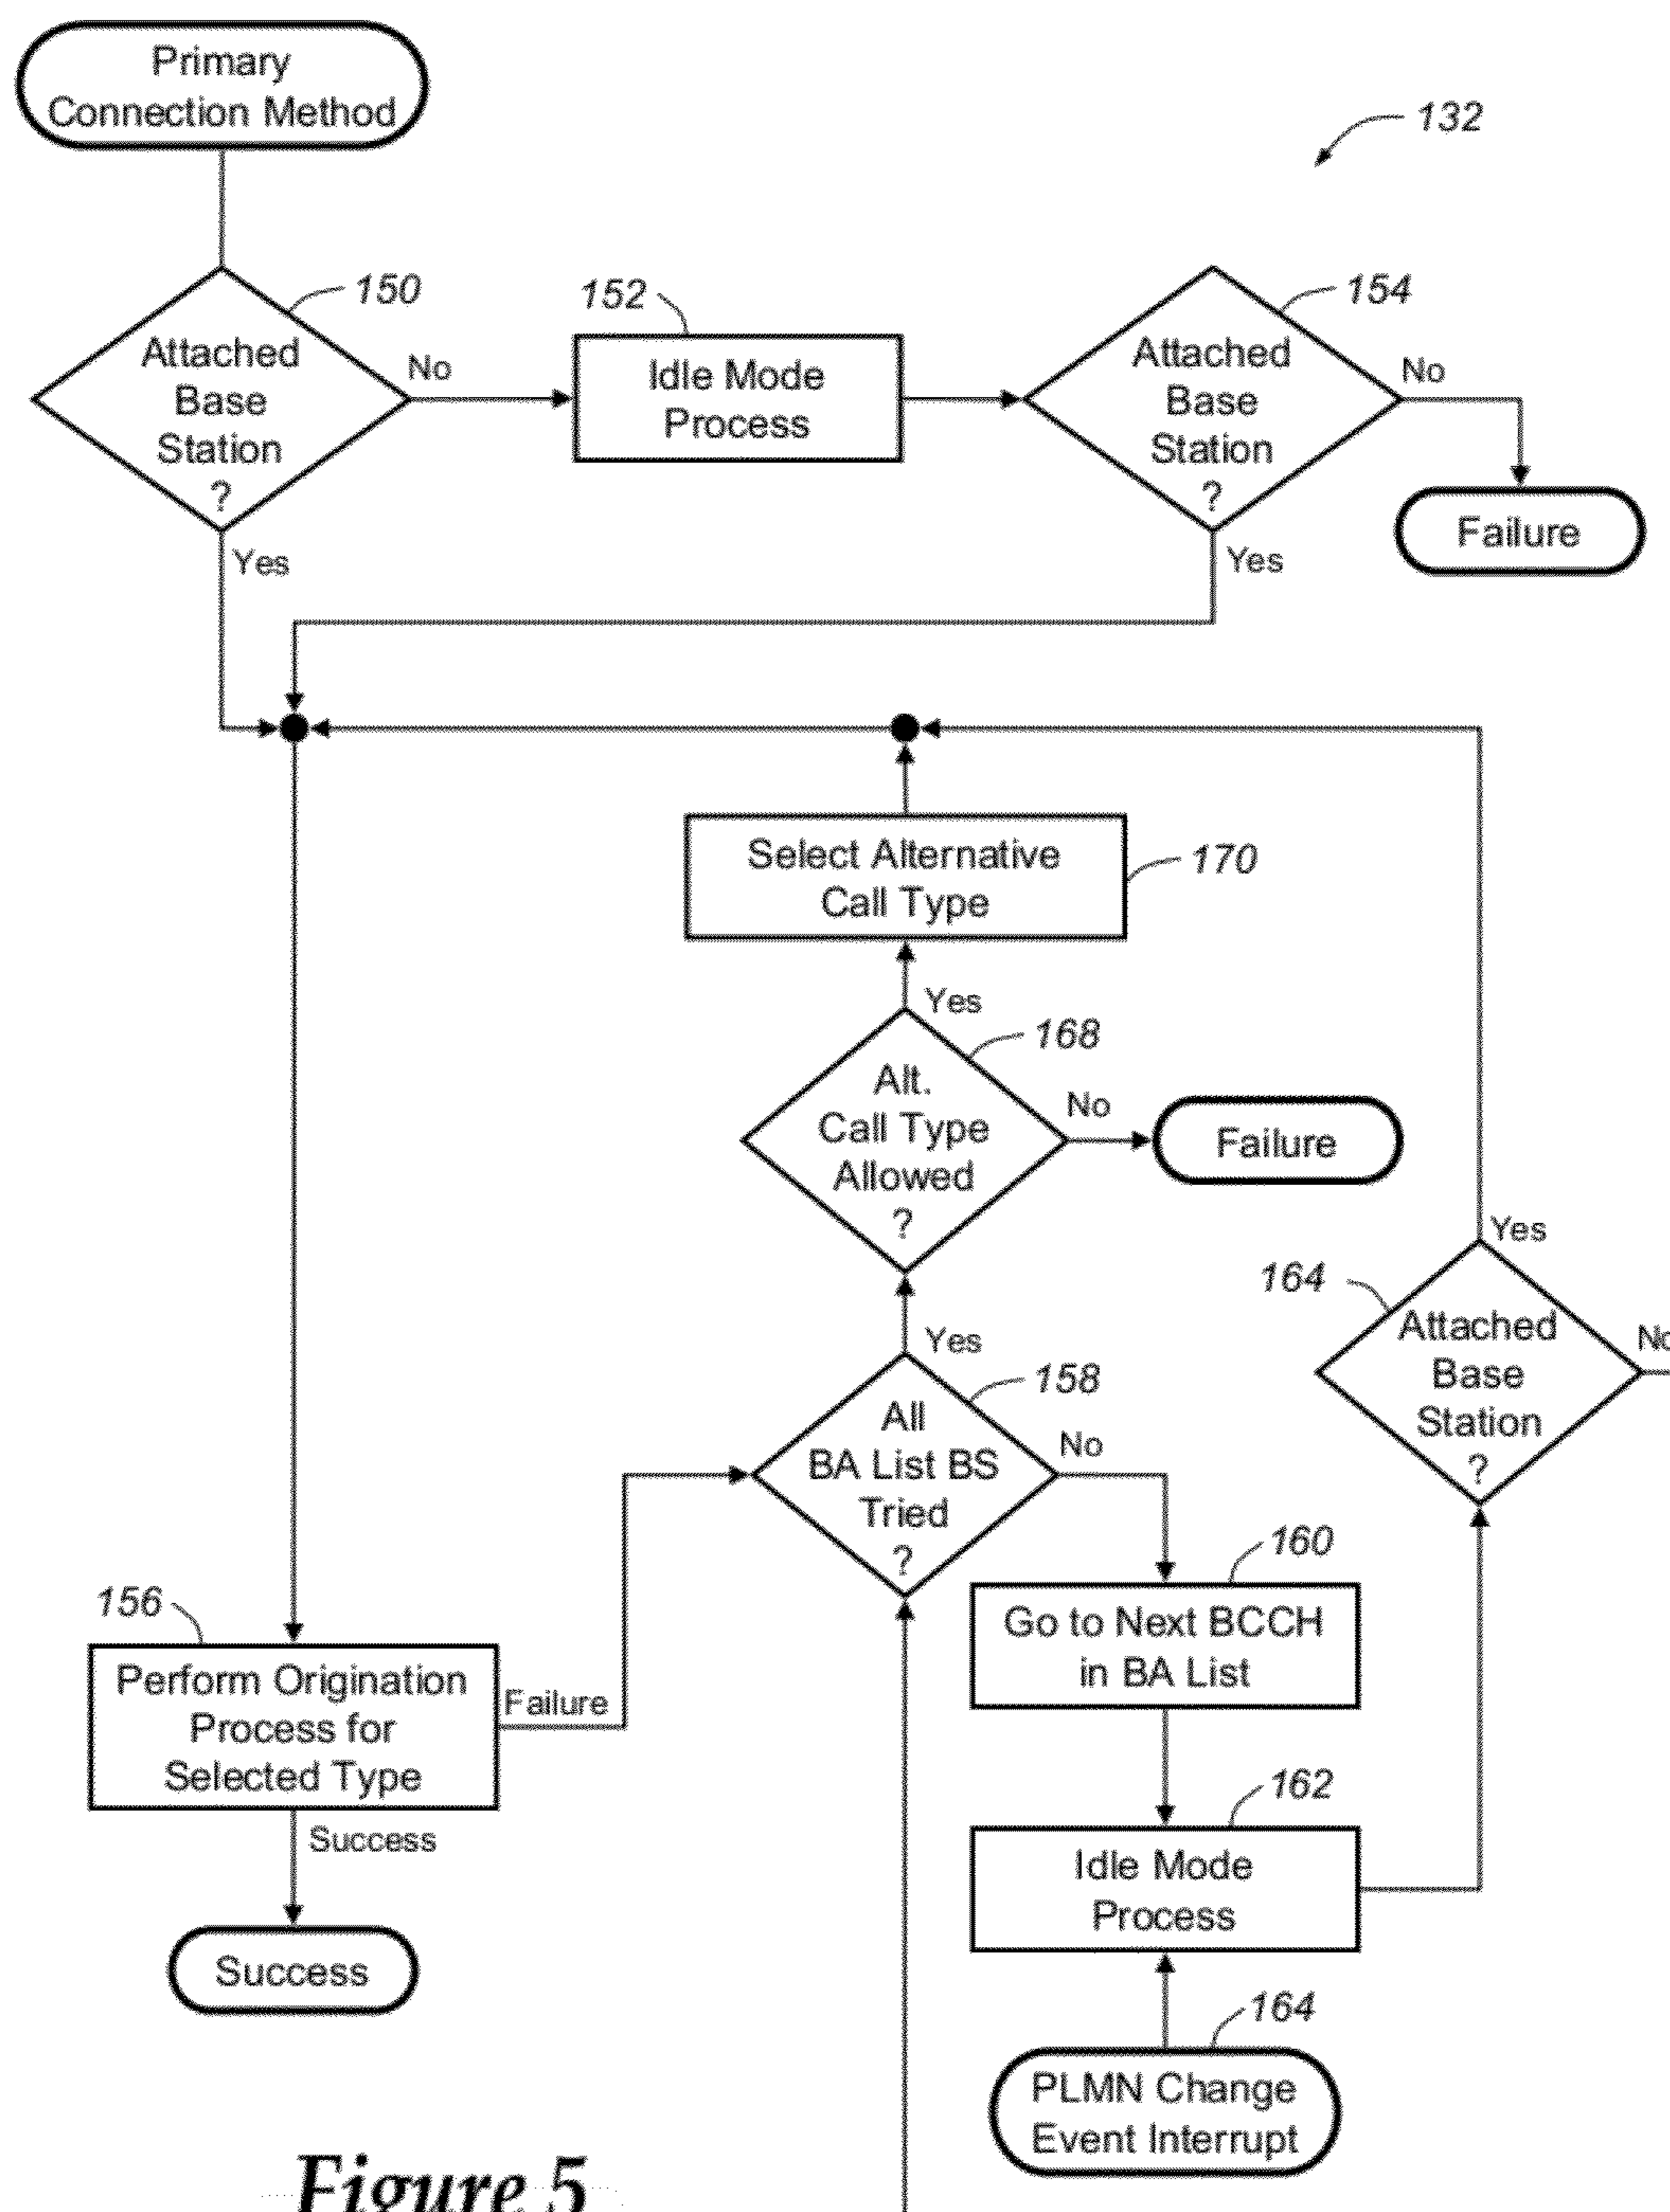 Primary
Connection Method
132
150
Attached
Base
Station
?
No
Yes
152
Idle Mode
Process
154
Attached
Base
Station
?
No
Yes
Failure
Select Alternative
Call Type
170
Yes
168
Alt.
Call Type
Allowed
?
No
Failure
Yes
164
Attached
Base
Station
?
Yes
158
All
BA List BS
Tried
?
No
160
Go to Next BCCH
in BA List
156
Perform Origination
Process for
Selected Type
Failure
Success
Success
162
Idle Mode
Process
164
PLMN Change
Event Interrupt
Figure 5